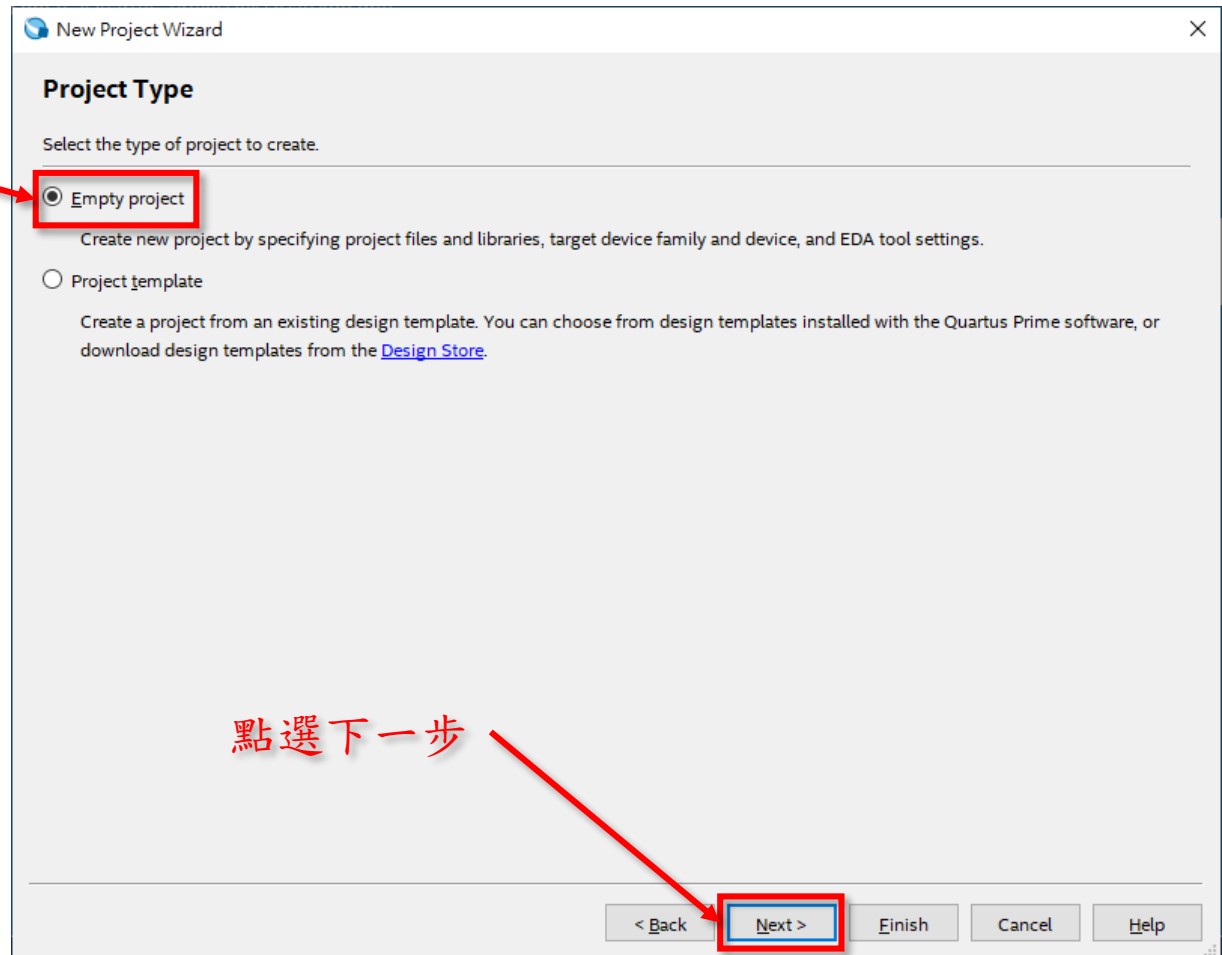 New Project Wizard
Project Type
Select the type of project to create.
Empty project
Create new project by specifying project files and libraries, target device family and device, and EDA tool settings.
Project template
Create a project from an existing design template. You can choose from design templates installed with the Quartus Prime software, or
download design templates from the Design Store.
點選下一步
< Back Next > Finish Cancel Help